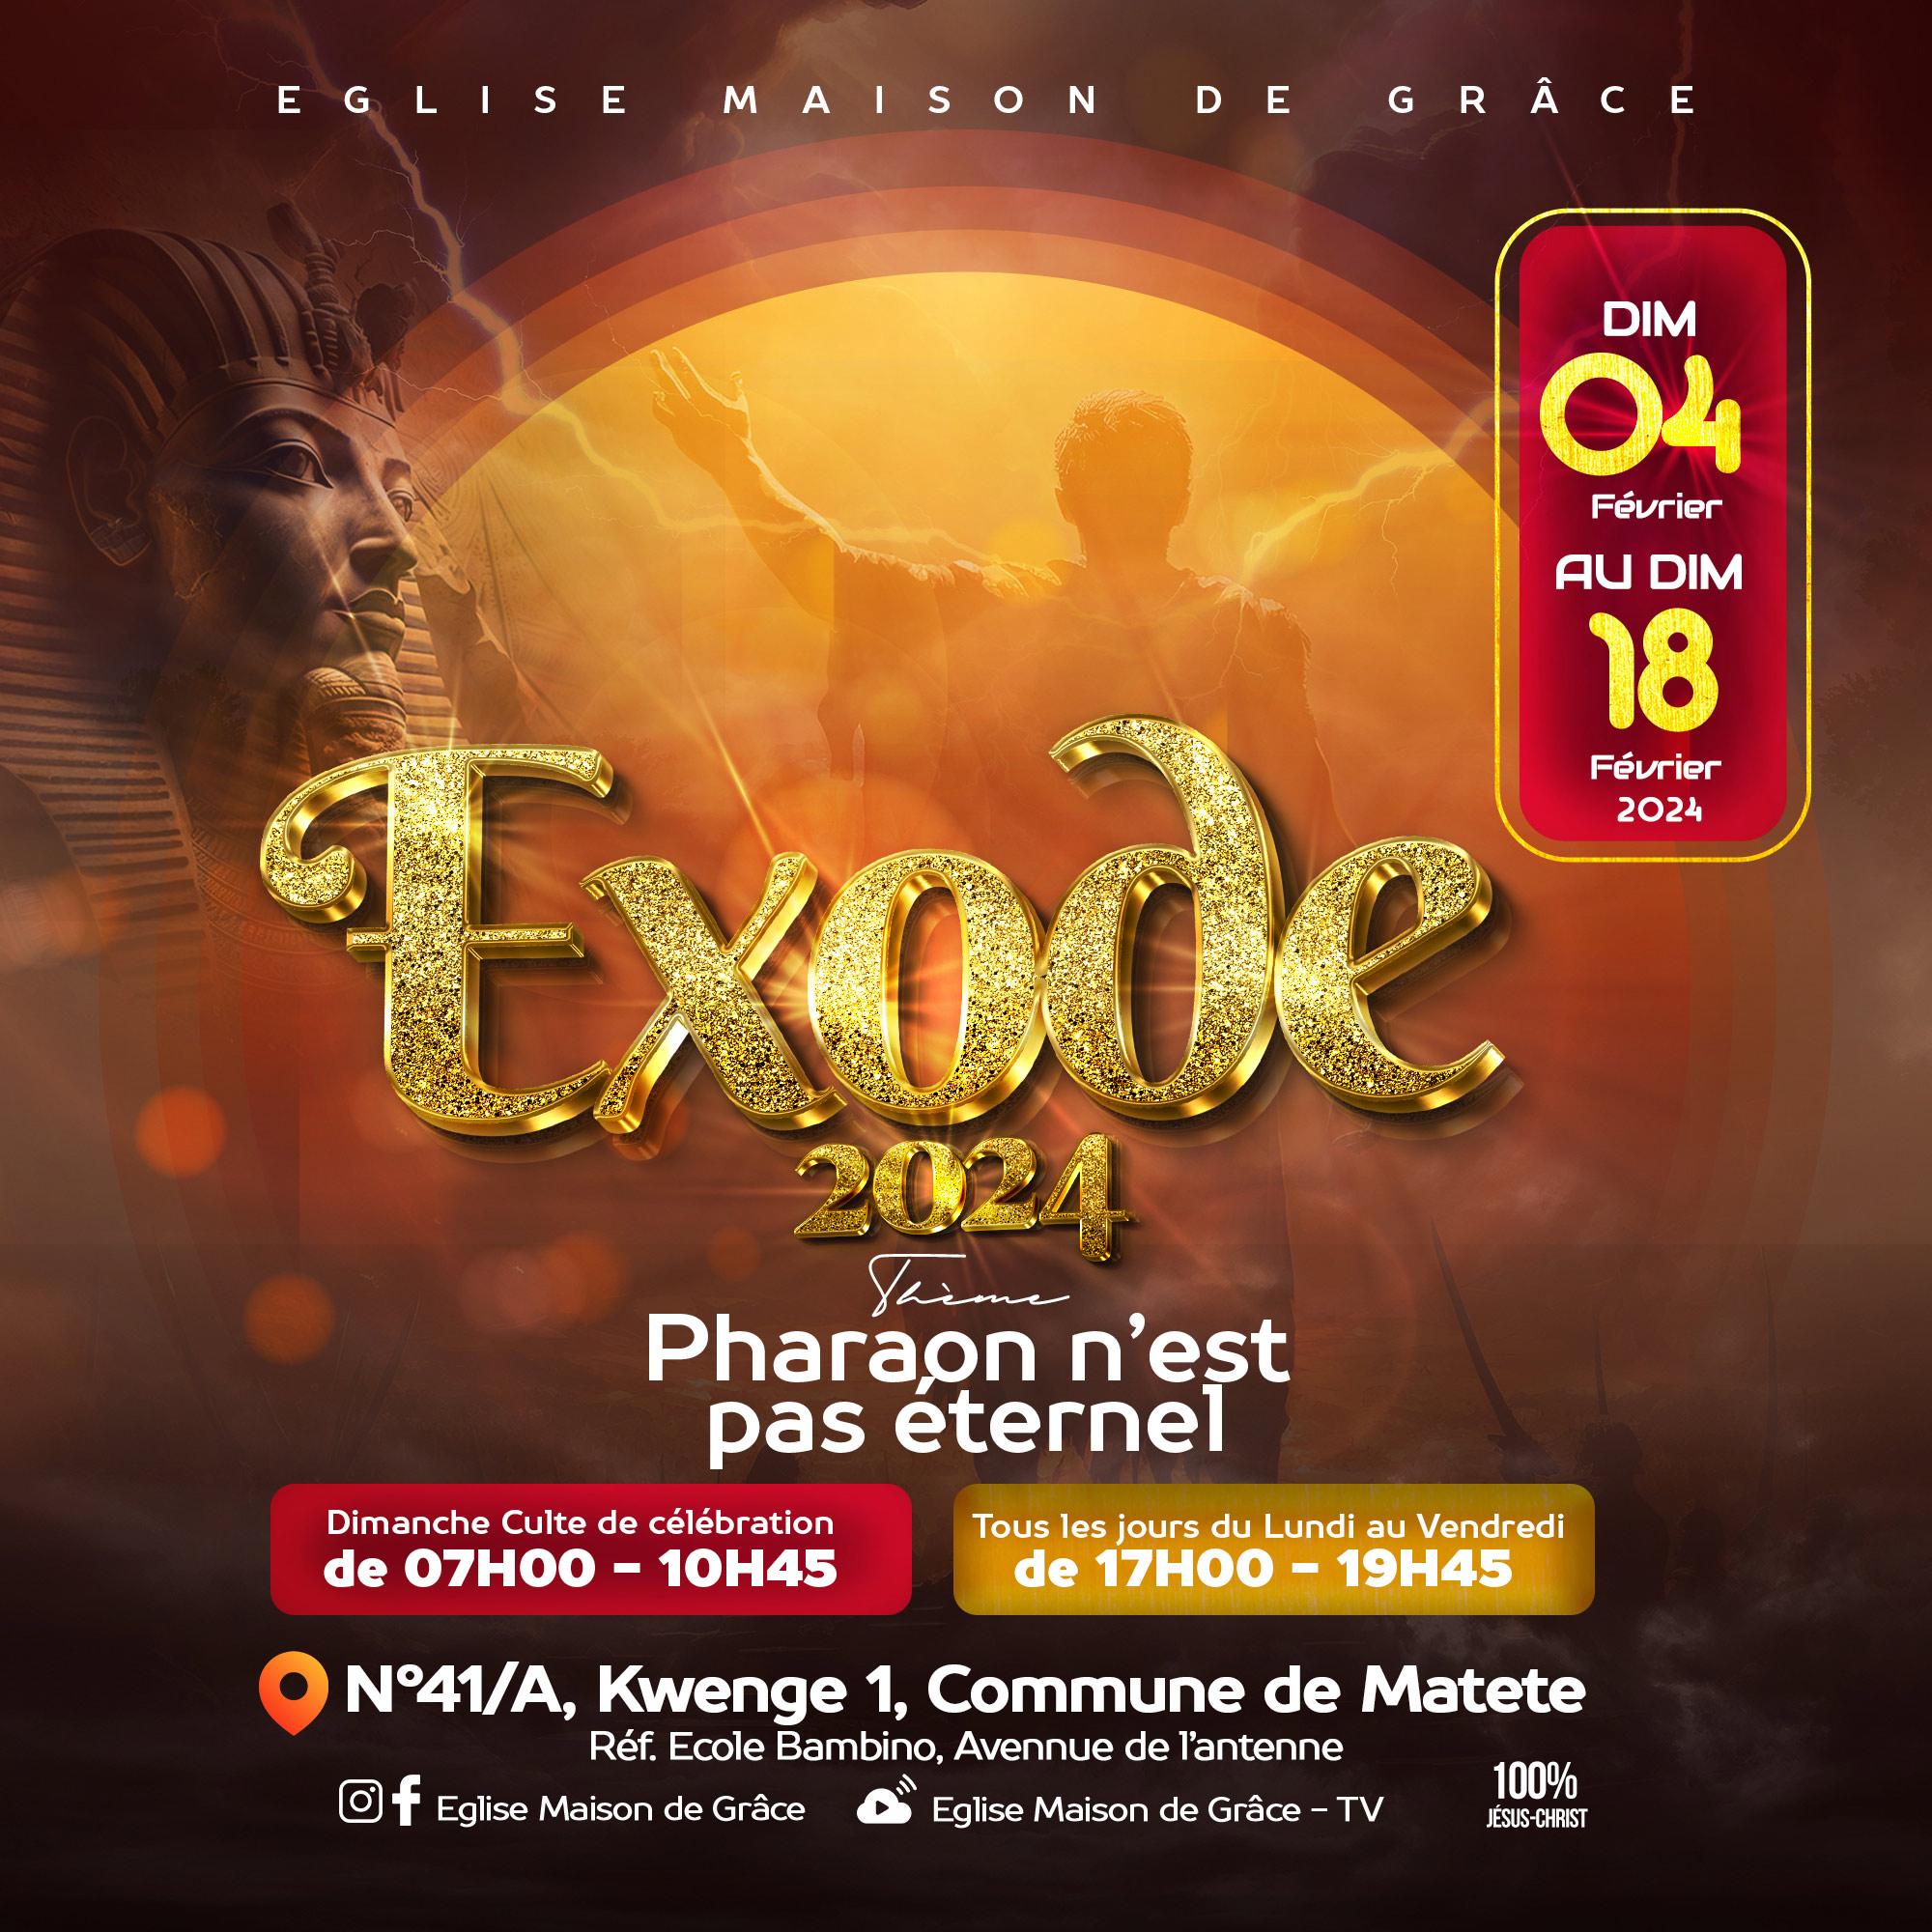 EGLISE MAISON DE GRÂCE
DIM
04
Février
AU DIM
18
Février
2024
Exode
2024
Thème
Pharaon n'est
pas éternel
Dimanche Culte de célébration
de 07H00 - 10H45
Tous les jours du Lundi au Vendredi
de 17H00 - 19H45
N°41/A, Kwenge 1, Commune de Matete
Réf. Ecole Bambino, Avennue de l'antenne
Eglise Maison de Grâce
Eglise Maison de Grâce - TV
100%
JÉSUS-CHRIST